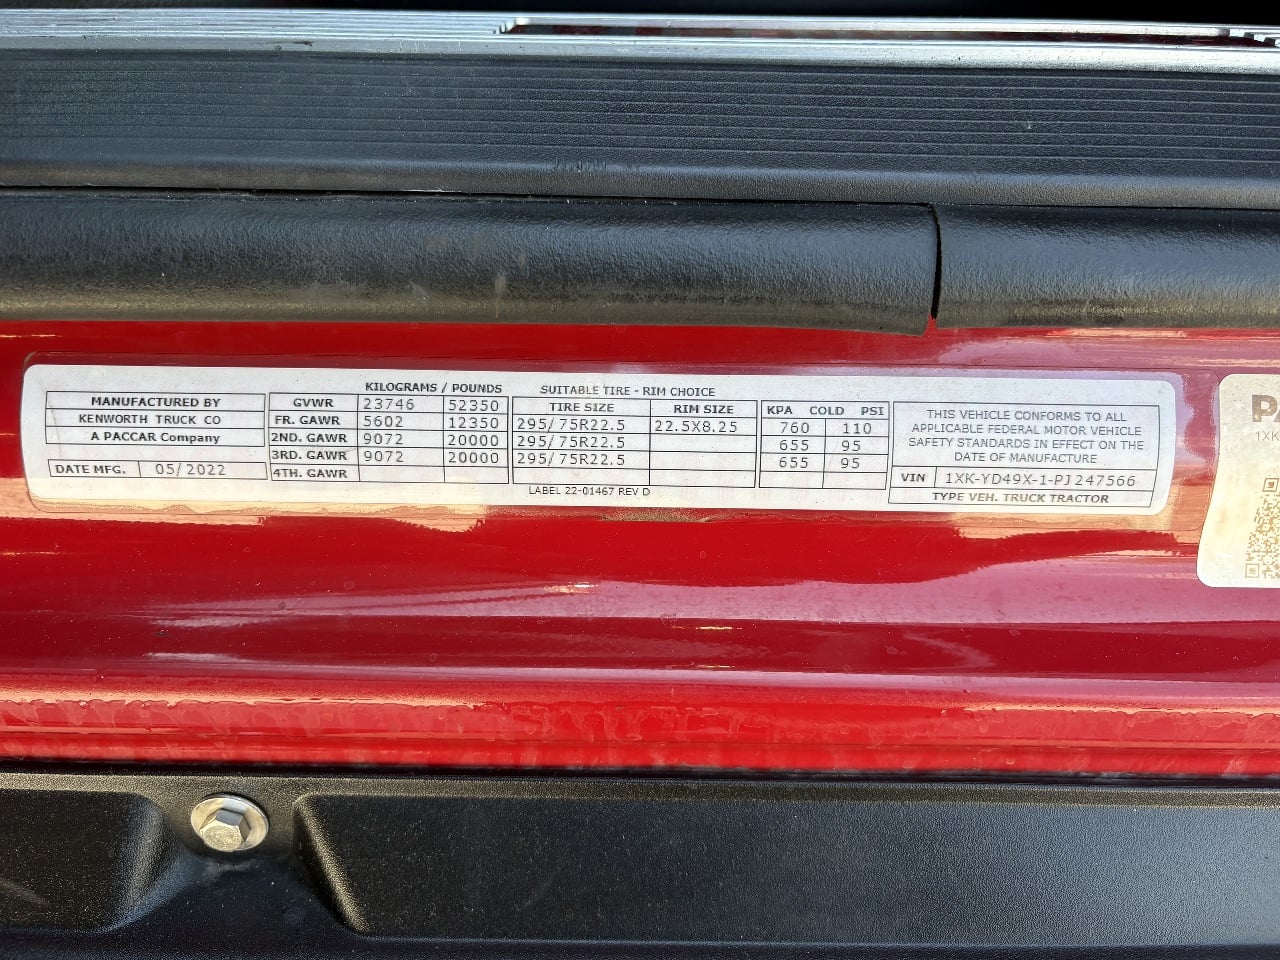 KILOGRAMS / POUNDS SUITABLE TIRE - RIM CHOICE
MANUFACTURED BY
KENWORTH TRUCK CO
A PACCAR Company
DATE MFG. 05/2022
GVWR 23746 52350
FR. GAWR 5602 12350
2ND. GAWR 9072 20000
3RD. GAWR 9072 20000
4TH. GAWR
TIRE SIZE RIM SIZE
295/75R22.5 22.5X8.25
295/75R22.5
295/75R22.5
LABEL 22-01467 REV D
KPA COLD PSI
760 110
655 95
655 95
THIS VEHICLE CONFORMS TO ALL
APPLICABLE FEDERAL MOTOR VEHICLE
SAFETY STANDARDS IN EFFECT ON THE
DATE OF MANUFACTURE
VIN 1XK-YD49X-1-PJ247566
TYPE VEH. TRUCK TRACTOR
P
1XK